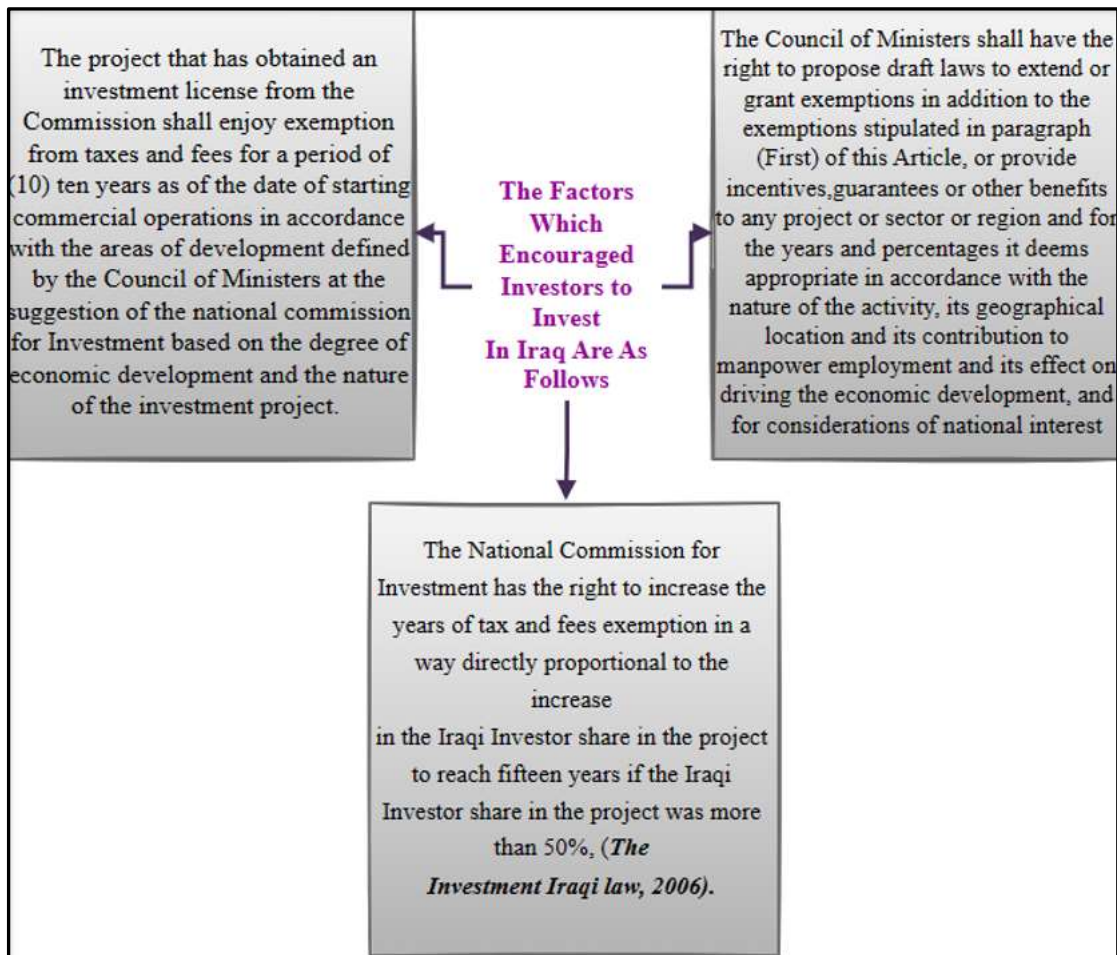 The project that has obtained an
investment license from the
Commission shall enjoy exemption
from taxes and fees for a period of
(10) ten years as of the date of starting
commercial operations in accordance
with the areas of development defined
by the Council of Ministers at the
suggestion of the national commission
for Investment based on the degree of
economic development and the nature
of the investment project.
The Factors
Which
Encouraged
Investors to
Invest
In Iraq Are As
Follows
The Council of Ministers shall have the
right to propose draft laws to extend or
grant exemptions in addition to the
exemptions stipulated in paragraph
(First) of this Article, or provide
incentives,guarantees or other benefits
to any project or sector or region and for
the years and percentages it deems
appropriate in accordance with the
nature of the activity, its geographical
location and its contribution to
manpower employment and its effect on
driving the economic development, and
for considerations of national interest
The National Commission for
Investment has the right to increase the
years of tax and fees exemption in a
way directly proportional to the
increase
in the Iraqi Investor share in the project
to reach fifteen years if the Iraqi
Investor share in the project was more
than 50%, (The
Investment Iraqi law, 2006).